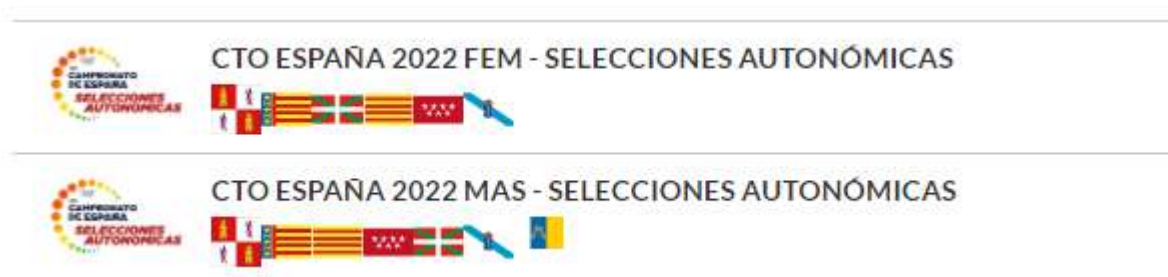 CAMPEONATO
DE ESPAÑA
SELECCIONES
AUTONÓMICAS
CTO ESPAÑA 2022 FEM - SELECCIONES AUTONÓMICAS
CAMPEONATO
DE ESPAÑA
SELECCIONES
AUTONÓMICAS
CTO ESPAÑA 2022 MAS - SELECCIONES AUTONÓMICAS